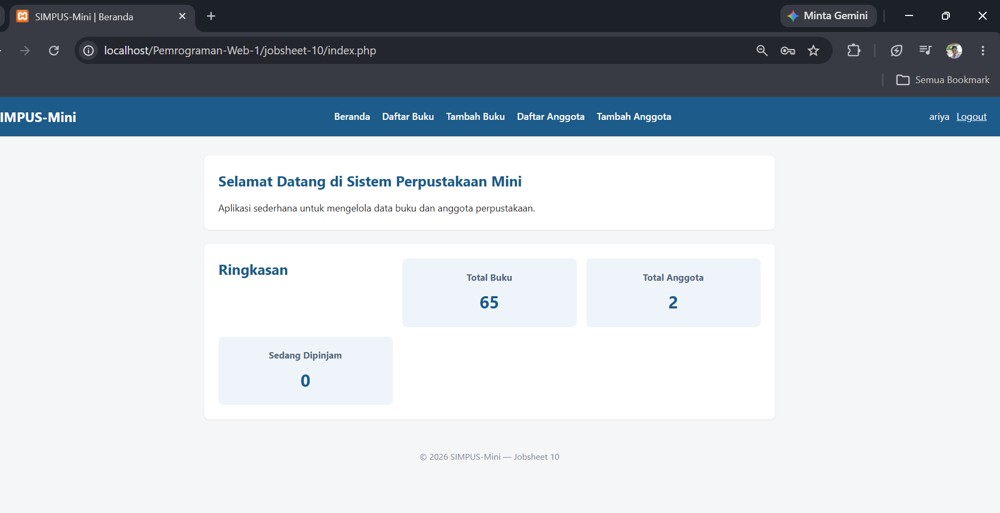 SIMPUS-Mini | Beranda
Minta Gemini
localhost/Pemrograman-Web-1/jobsheet-10/index.php
Semua Bookmark
IMPUS-Mini
Beranda Daftar Buku Tambah Buku Daftar Anggota Tambah Anggota
ariya Logout
Selamat Datang di Sistem Perpustakaan Mini
Aplikasi sederhana untuk mengelola data buku dan anggota perpustakaan.
Ringkasan
Total Buku
65
Total Anggota
2
Sedang Dipinjam
0
© 2026 SIMPUS-Mini — Jobsheet 10